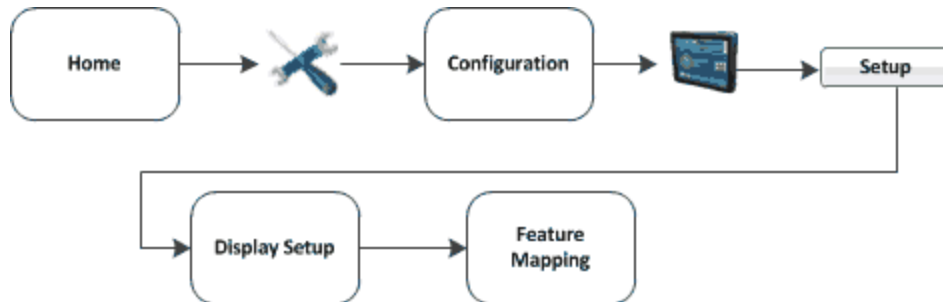 Home
Configuration
Setup
Display Setup
Feature
Mapping